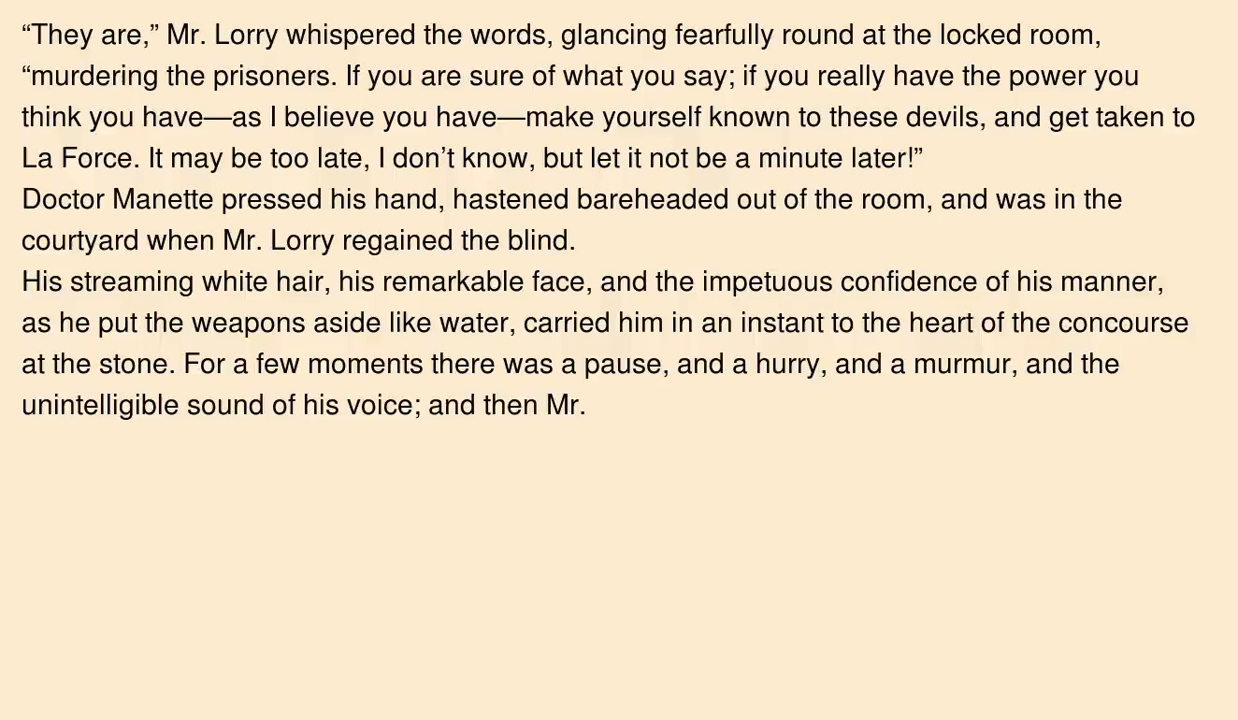 “They are,” Mr. Lorry whispered the words, glancing fearfully round at the locked room,
“murdering the prisoners. If you are sure of what you say; if you really have the power you
think you have—as I believe you have—make yourself known to these devils, and get taken to
La Force. It may be too late, I don’t know, but let it not be a minute later!”
Doctor Manette pressed his hand, hastened bareheaded out of the room, and was in the
courtyard when Mr. Lorry regained the blind.
His streaming white hair, his remarkable face, and the impetuous confidence of his manner,
as he put the weapons aside like water, carried him in an instant to the heart of the concourse
at the stone. For a few moments there was a pause, and a hurry, and a murmur, and the
unintelligible sound of his voice; and then Mr.